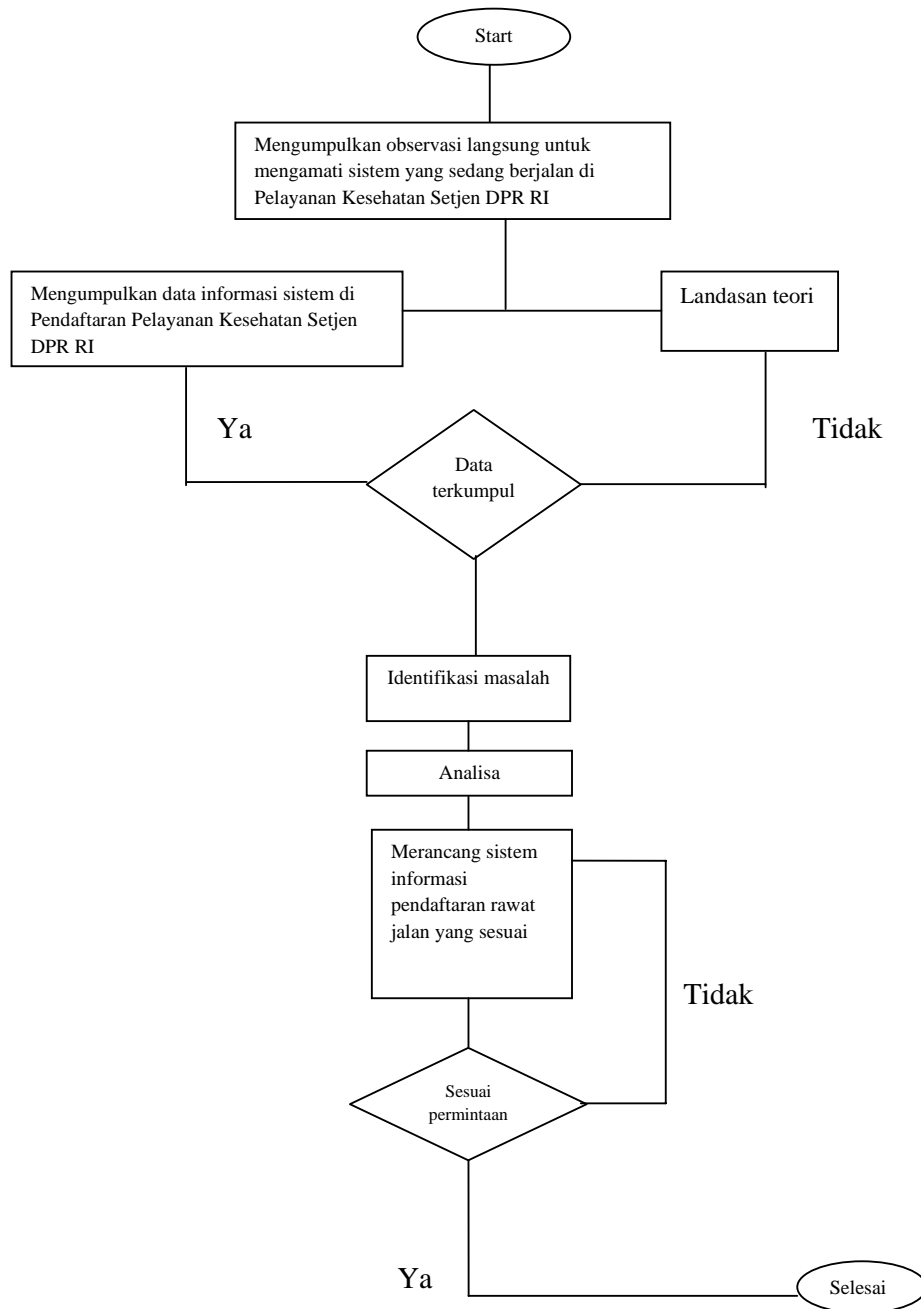 Start
Mengumpulkan observasi langsung untuk
mengamati sistem yang sedang berjalan di
Pelayanan Kesehatan Setjen DPR RI
Mengumpulkan data informasi sistem di
Pendaftaran Pelayanan Kesehatan Setjen
DPR RI
Landasan teori
Ya
Tidak
Data
terkumpul
Identifikasi masalah
Analisa
Merancang sistem
informasi
pendaftaran rawat
jalan yang sesuai
Tidak
Sesuai
permintaan
Ya
Selesai